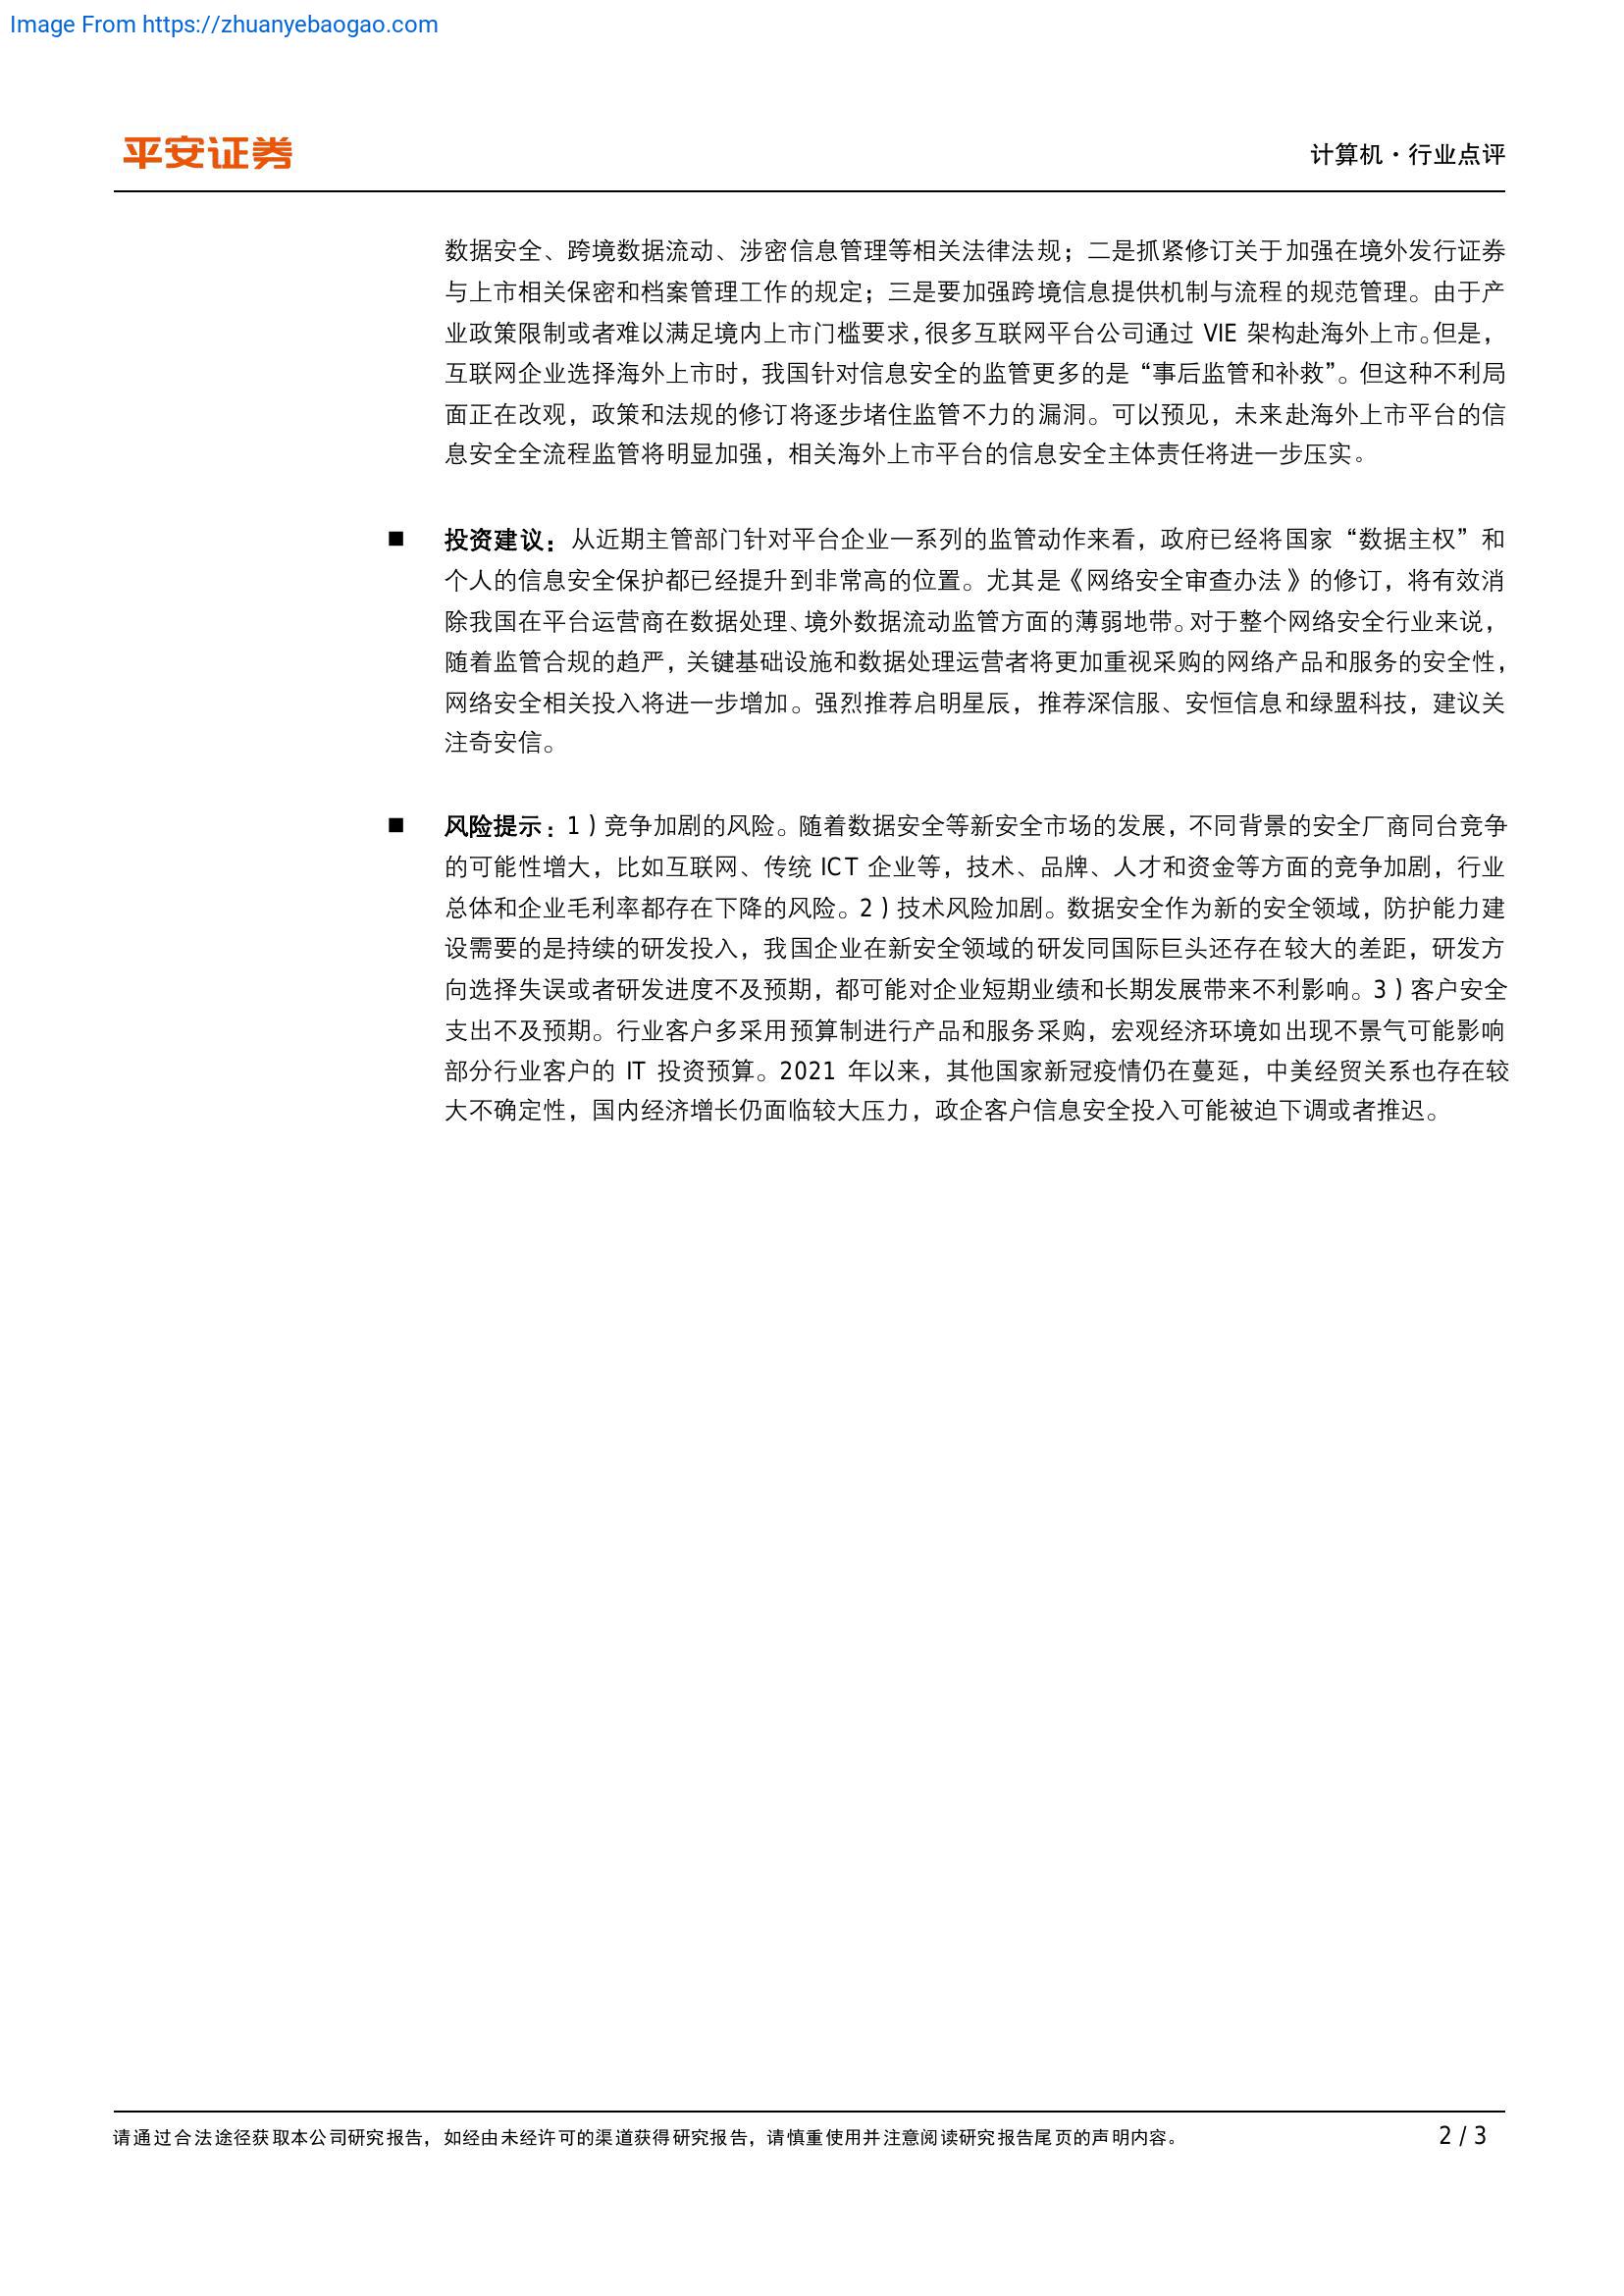 Image From https://zhuanyebaogao.com
平安证券
计算机·行业点评
数据安全、跨境数据流动、涉密信息管理等相关法律法规；二是抓紧修订关于加强在境外发行证券
与上市相关保密和档案管理工作的规定；三是要加强跨境信息提供机制与流程的规范管理。由于产
业政策限制或者难以满足境内上市门槛要求，很多互联网平台公司通过 VIE 架构赴海外上市。但是，
互联网企业选择海外上市时，我国针对信息安全的监管更多的是“事后监管和补救”。但这种不利局
面正在改观，政策和法规的修订将逐步堵住监管不力的漏洞。可以预见，未来赴海外上市平台的信
息安全全流程监管将明显加强，相关海外上市平台的信息安全主体责任将进一步压实。
■ 投资建议：从近期主管部门针对平台企业一系列的监管动作来看，政府已经将国家“数据主权”和
个人的信息安全保护都已经提升到非常高的位置。尤其是《网络安全审查办法》的修订，将有效消
除我国在平台运营商在数据处理、境外数据流动监管方面的薄弱地带。对于整个网络安全行业来说，
随着监管合规的趋严，关键基础设施和数据处理运营者将更加重视采购的网络产品和服务的安全性，
网络安全相关投入将进一步增加。强烈推荐启明星辰，推荐深信服、安恒信息和绿盟科技，建议关
注奇安信。
■ 风险提示：1）竞争加剧的风险。随着数据安全等新安全市场的发展，不同背景的安全厂商同台竞争
的可能性增大，比如互联网、传统 ICT 企业等，技术、品牌、人才和资金等方面的竞争加剧，行业
总体和企业毛利率都存在下降的风险。2）技术风险加剧。数据安全作为新的安全领域，防护能力建
设需要的是持续的研发投入，我国企业在新安全领域的研发同国际巨头还存在较大的差距，研发方
向选择失误或者研发进度不及预期，都可能对企业短期业绩和长期发展带来不利影响。3）客户安全
支出不及预期。行业客户多采用预算制进行产品和服务采购，宏观经济环境如出现不景气可能影响
部分行业客户的 IT 投资预算。2021 年以来，其他国家新冠疫情仍在蔓延，中美经贸关系也存在较
大不确定性，国内经济增长仍面临较大压力，政企客户信息安全投入可能被迫下调或者推迟。
请通过合法途径获取本公司研究报告，如经由未经许可的渠道获得研究报告，请慎重使用并注意阅读研究报告尾页的声明内容。
2 / 3